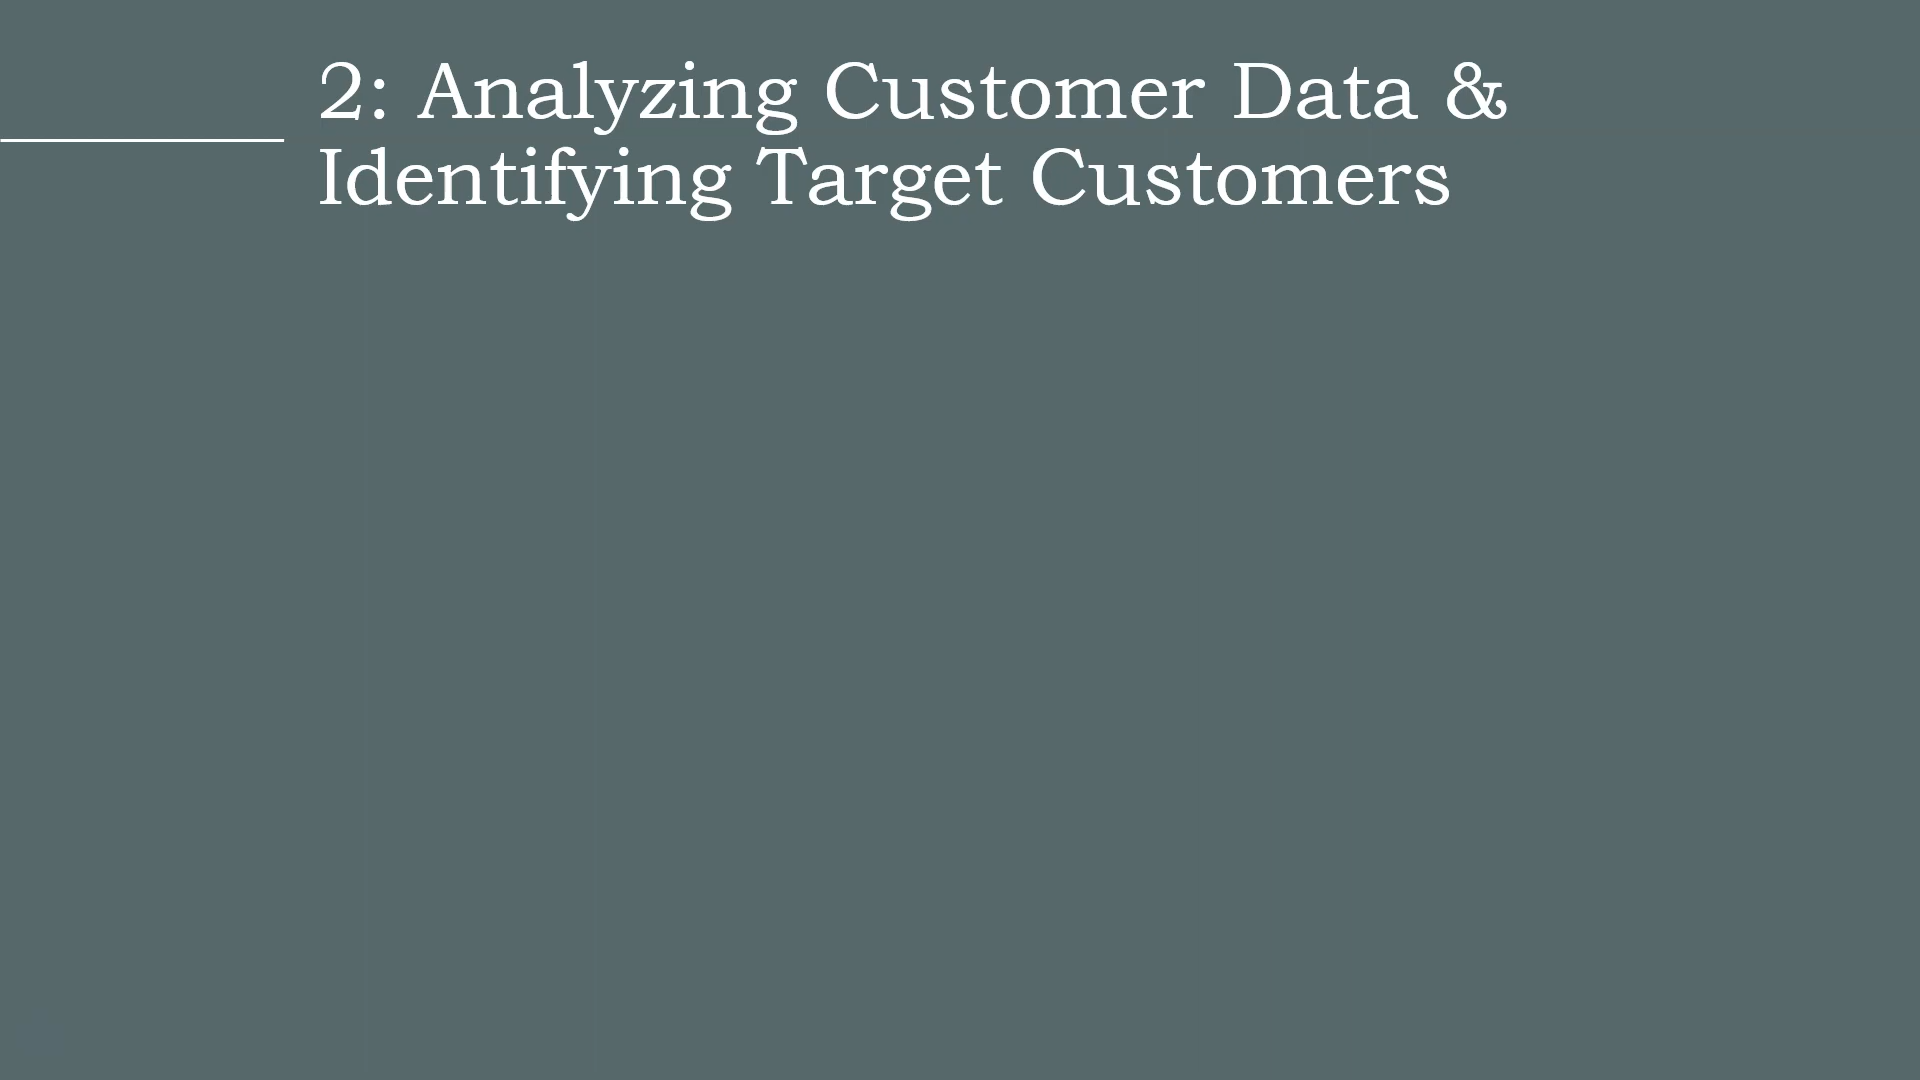 2: Analyzing Customer Data &
Identifying Target Customers